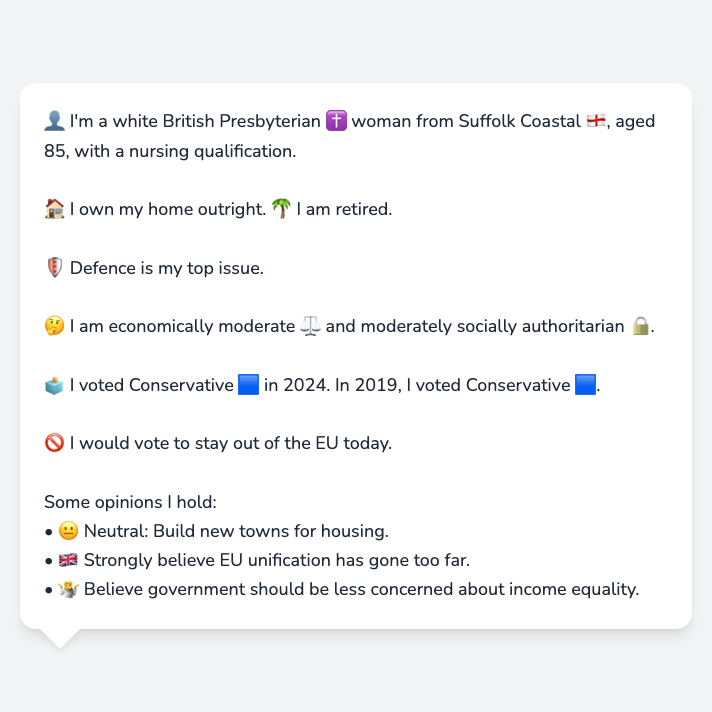 👤 I'm a white British Presbyterian ✝️ woman from Suffolk Coastal 🏴󠁧󠁢󠁥󠁮󠁧󠁿, aged
85, with a nursing qualification.
🏠 I own my home outright. 🌴 I am retired.
🛡️ Defence is my top issue.
🤔 I am economically moderate ⚖️ and moderately socially authoritarian 🔒.
🗳️ I voted Conservative 🟦 in 2024. In 2019, I voted Conservative 🟦.
🚫 I would vote to stay out of the EU today.
Some opinions I hold:
• 😐 Neutral: Build new towns for housing.
• 🇬🇧 Strongly believe EU unification has gone too far.
• 🤷‍♀️ Believe government should be less concerned about income equality.